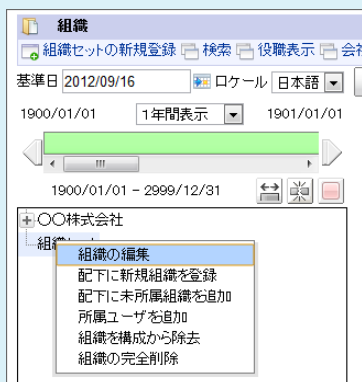 組織
組織セットの新規登録 検索 役職表示 会
基準日 2012/09/16 ロケール 日本語
1900/01/01 1年間表示 1901/01/01
1900/01/01 - 2999/12/31
〇〇株式会社
組織
組織の編集
配下に新規組織を登録
配下に未所属組織を追加
所属ユーザを追加
組織を構成から除去
組織の完全削除